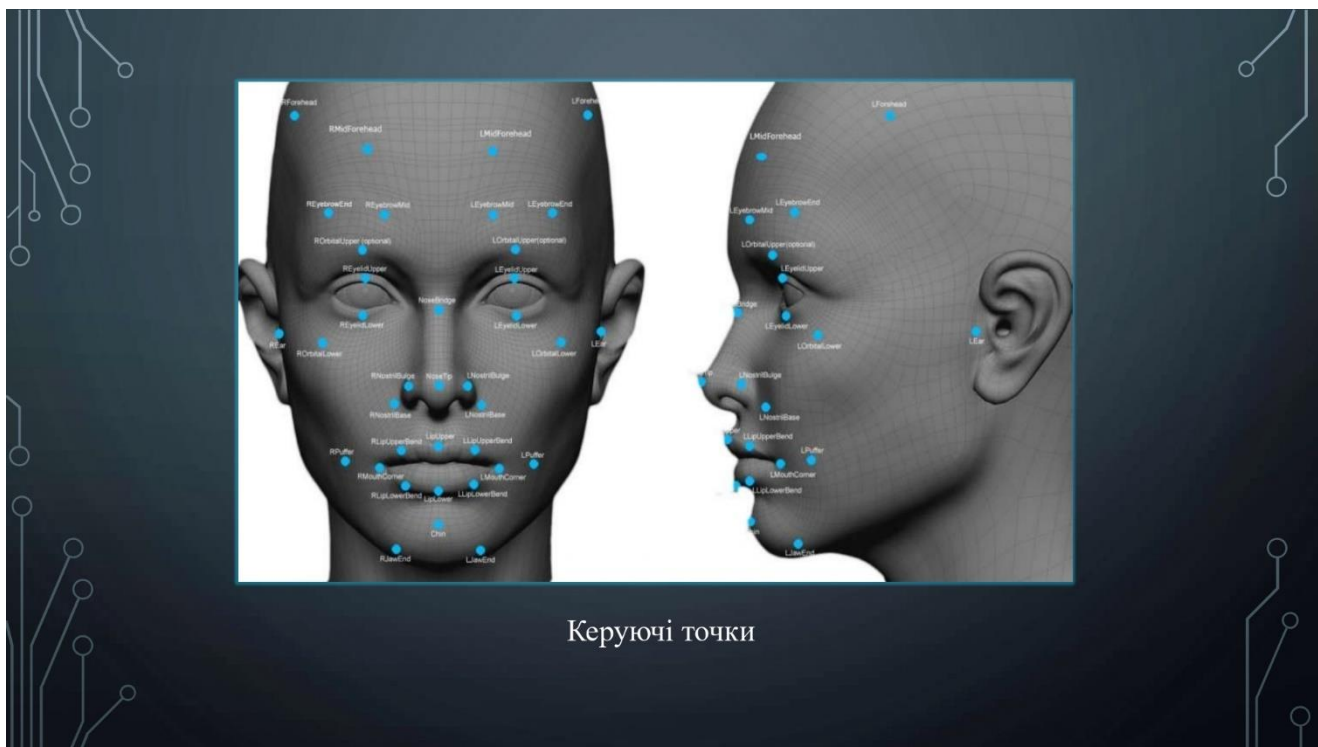 RForehead
LForehe
RMidForehead
LMidForehead
REyebrowEnd
REyebrowMid
LEyebrowMid
LEyebrowEnd
ROrbitalUpper (optional)
LOrbitalUpper(optional)
REyelidUpper
LEyelidUpper
NoseBridge
REyelidLower
LEyelidLower
REar
LEar
ROrbitalLower
LOrbitalLower
RNostrilBulge
NoseTip
LNostrilBulge
RNostrilBase
LNostrilBase
RLipUpperBend
LipUpper
LLipUpperBend
RPuffer
LPuffer
RMouthCorner
LMouthCorner
RLipLowerBend
LipLower
LLipLowerBend
Chin
RJawEnd
LJawEnd
LForehead
LMidForehead
LEyebrowMid
LEyebrowEnd
LOrbitalUpper(optional)
LEyelidUpper
LEyelidLower
LOrbitalLower
LEar
LNostrilBulge
LNostrilBase
LLipUpperBend
LPuffer
LMouthCorner
LLipLowerBend
LJawEnd
Керуючі точки